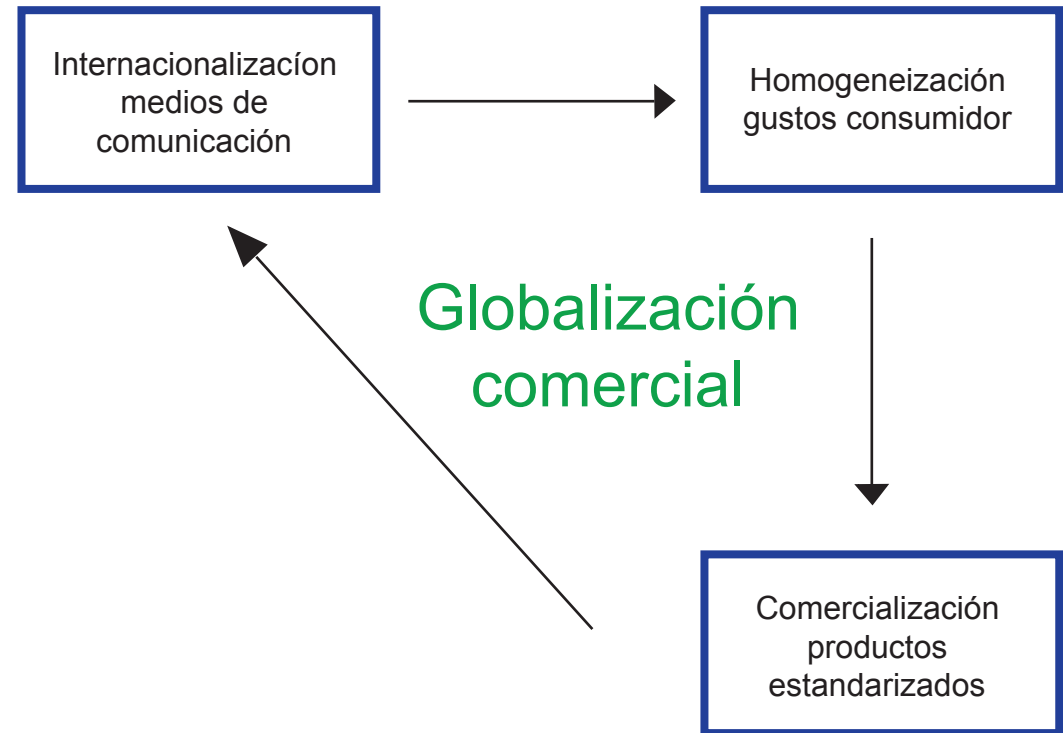 Internacionalizacíon
medios de
comunicación
Homogeneización
gustos consumidor
Globalización
comercial
Comercialización
productos
estandarizados